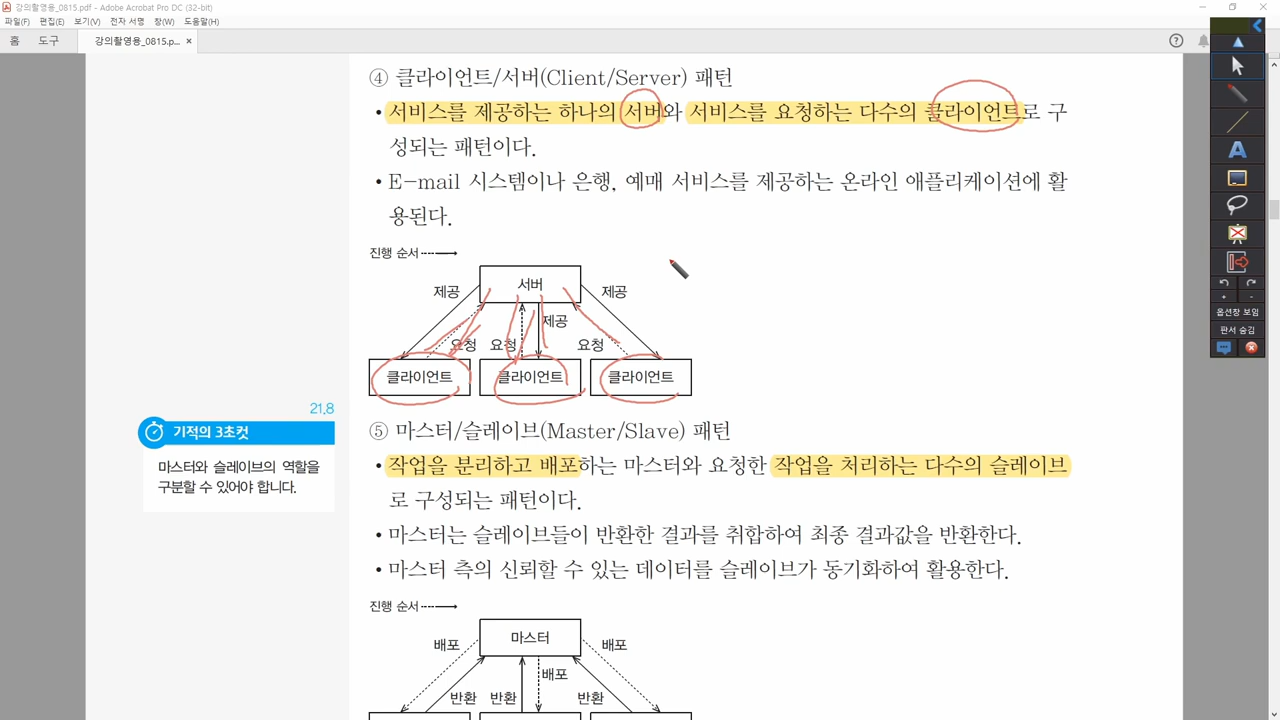 강의촬영용_0815.pdf - Adobe Acrobat Pro DC (32-bit)
파일(F) 편집(E) 보기(V) 전자 서명 창(W) 도움말(H)
홈 도구 강의촬영용_0815.p... ×
④ 클라이언트/서버(Client/Server) 패턴
• 서비스를 제공하는 하나의 서버와 서비스를 요청하는 다수의 클라이언트로 구
성되는 패턴이다.
• E-mail 시스템이나 은행, 예매 서비스를 제공하는 온라인 애플리케이션에 활
용된다.
진행 순서
서버
제공 제공
제공
요청 요청 요청
클라이언트 클라이언트 클라이언트
21.8
기적의 3초컷
마스터와 슬레이브의 역할을
구분할 수 있어야 합니다.
⑤ 마스터/슬레이브(Master/Slave) 패턴
• 작업을 분리하고 배포하는 마스터와 요청한 작업을 처리하는 다수의 슬레이브
로 구성되는 패턴이다.
• 마스터는 슬레이브들이 반환한 결과를 취합하여 최종 결과값을 반환한다.
• 마스터 측의 신뢰할 수 있는 데이터를 슬레이브가 동기화하여 활용한다.
진행 순서
마스터
배포 배포
배포
반환 반환 반환
옵션창 보임
판서 숨김